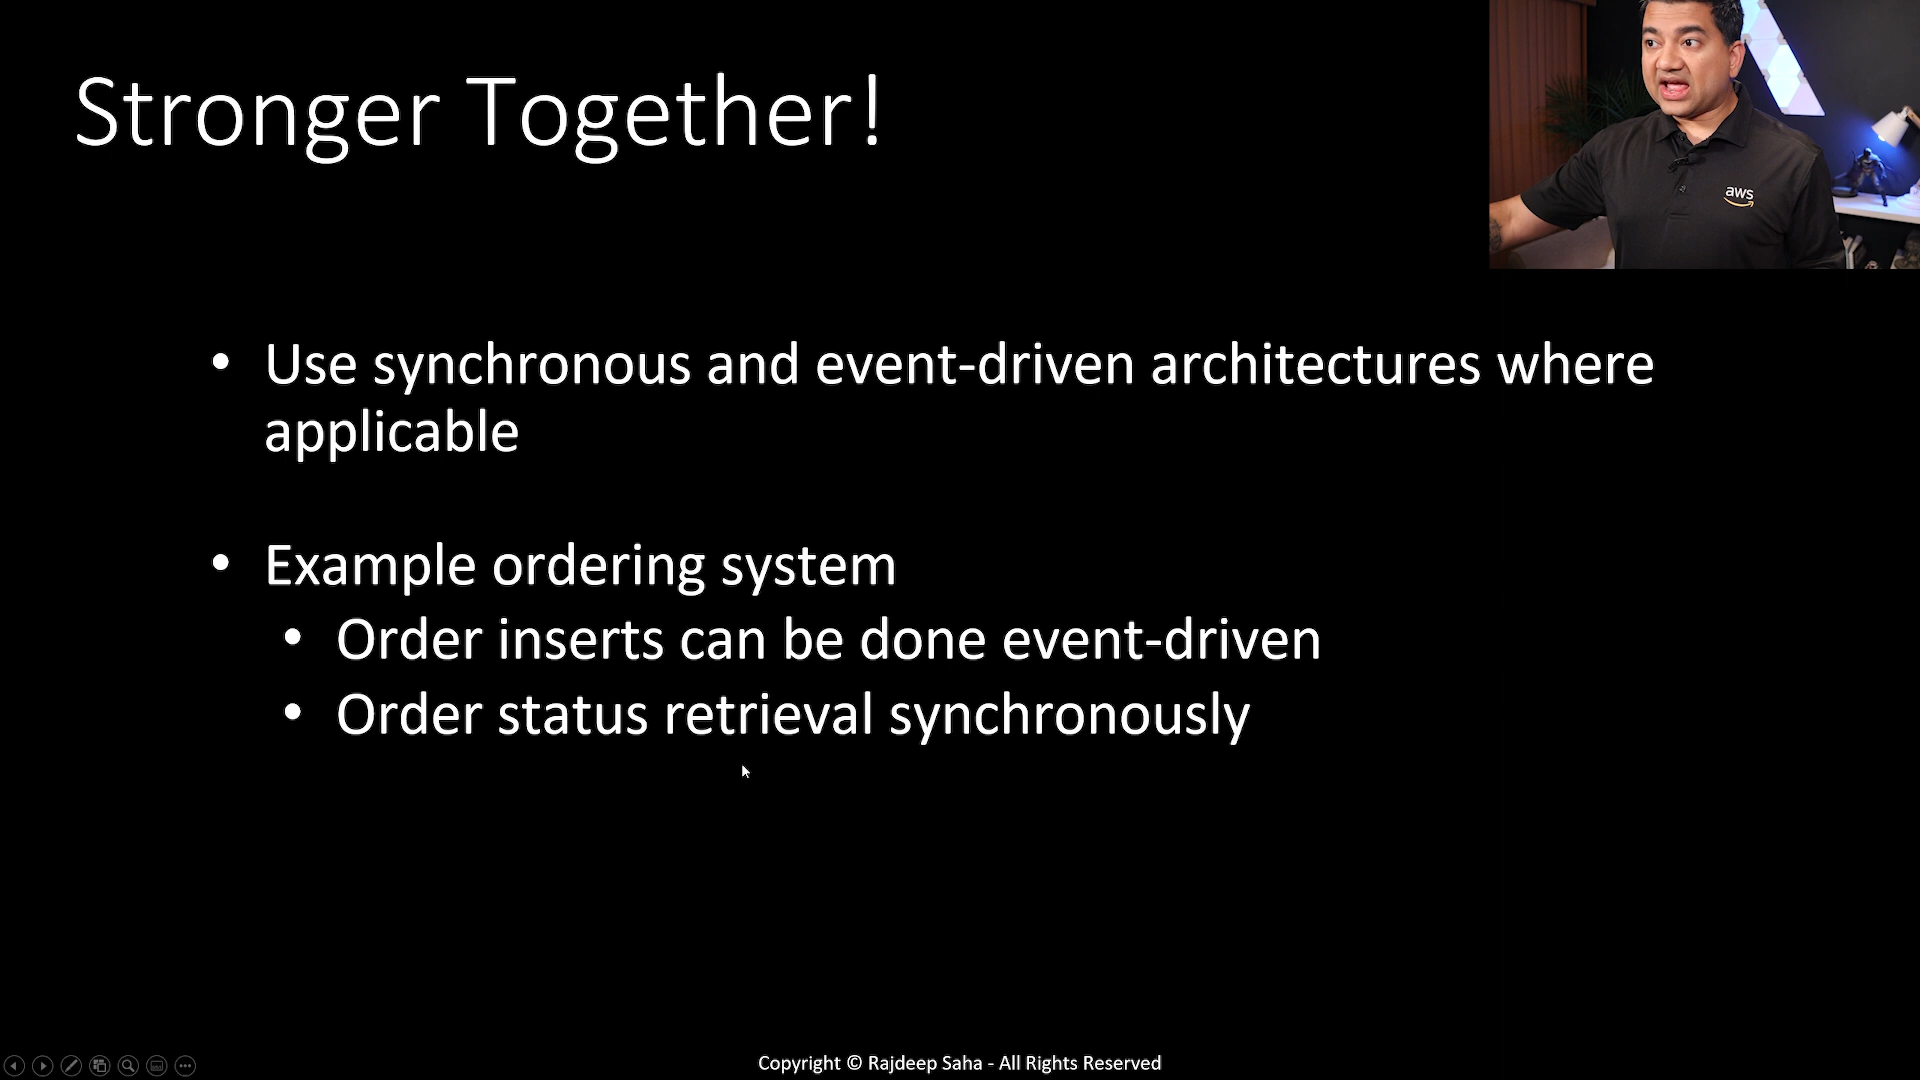 Stronger Together!
aws
• Use synchronous and event-driven architectures where
applicable
• Example ordering system
• Order inserts can be done event-driven
• Order status retrieval synchronously
Copyright © Rajdeep Saha - All Rights Reserved